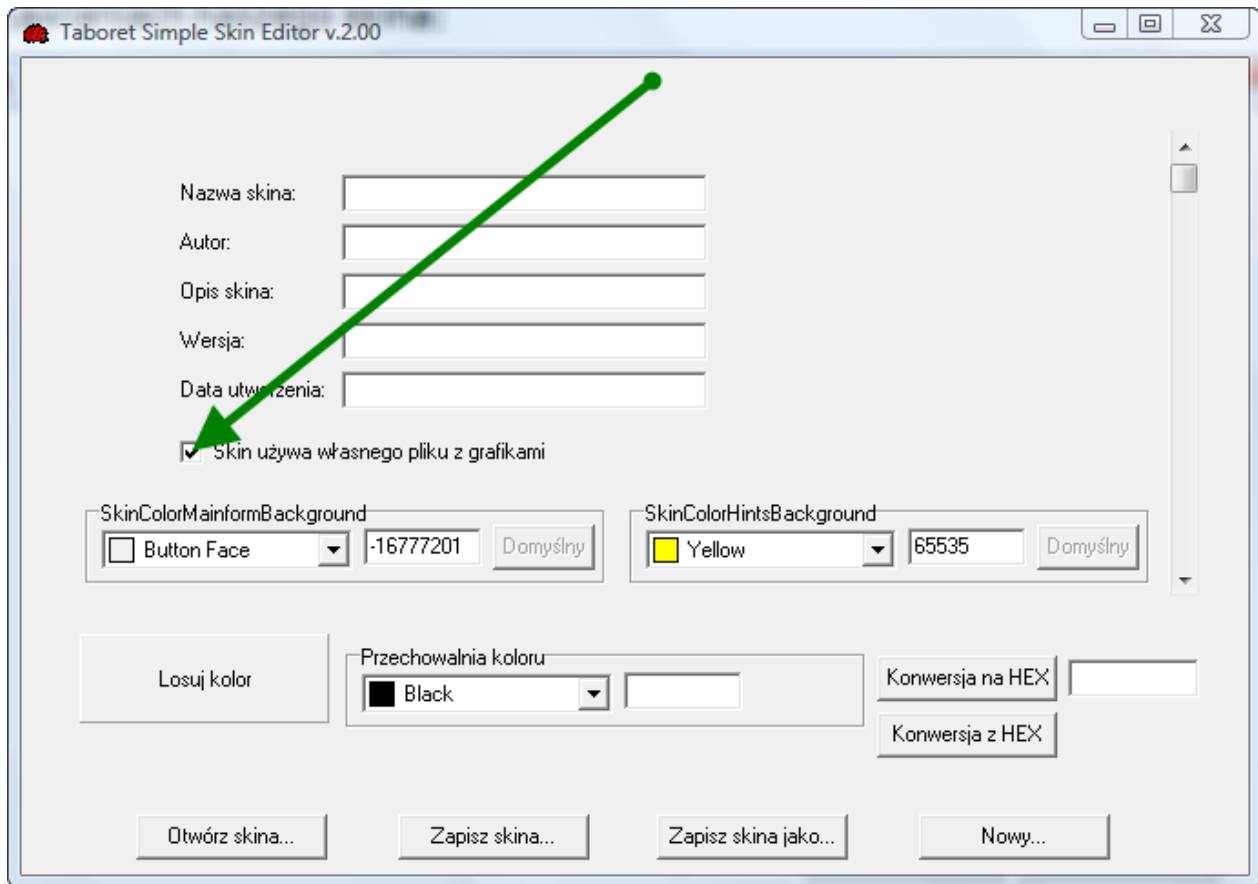 Taboret Simple Skin Editor v.2.00
Nazwa skina:
Autor:
Opis skina:
Wersja:
Data utworzenia:
Skin używa własnego pliku z grafikami
SkinColorMainformBackground
Button Face -16777201 Domyślny
SkinColorHintsBackground
Yellow 65535 Domyślny
Losuj kolor
Przechowalnia koloru
Black
Konwersja na HEX
Konwersja z HEX
Otwórz skina... Zapisz skina... Zapisz skina jako... Nowy...